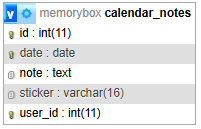 v memorybox calendar_notes
id : int(11)
date : date
note : text
sticker : varchar(16)
user_id : int(11)